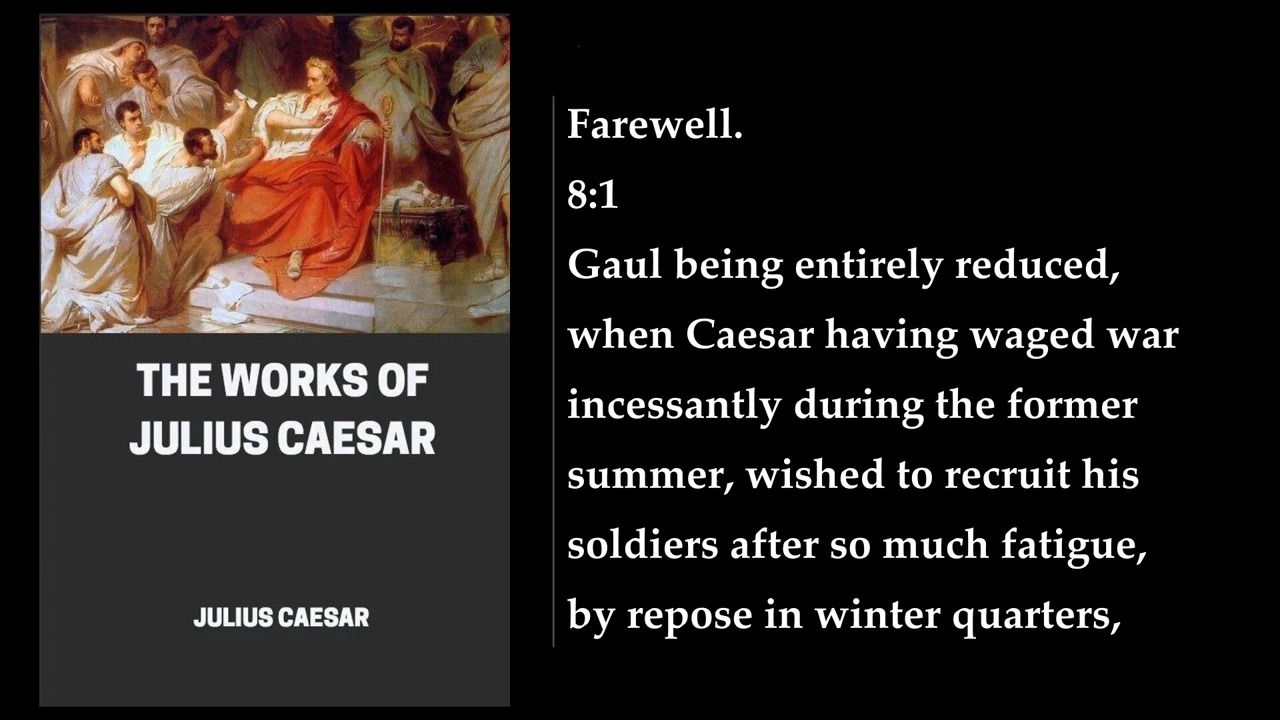 THE WORKS OF
JULIUS CAESAR
JULIUS CAESAR
Farewell.
8:1
Gaul being entirely reduced,
when Caesar having waged war
incessantly during the former
summer, wished to recruit his
soldiers after so much fatigue,
by repose in winter quarters,